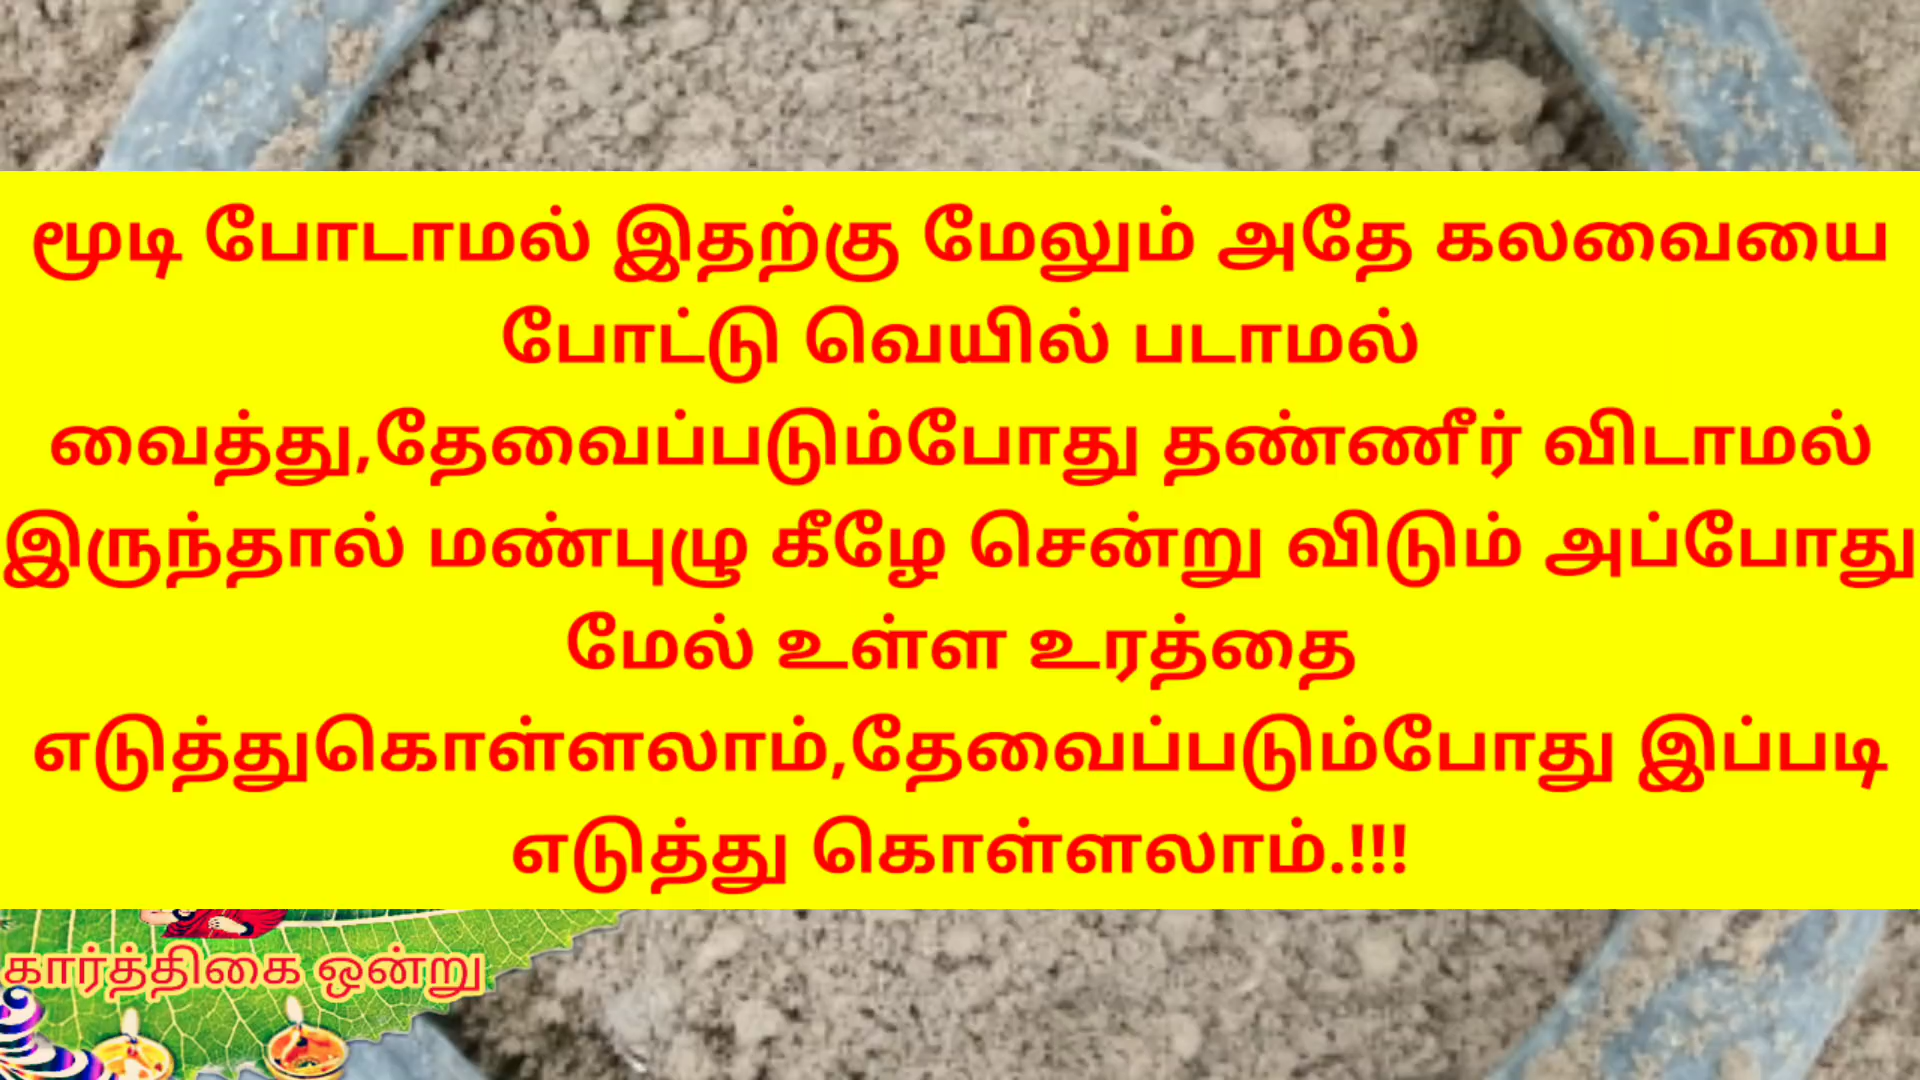 மூடி போடாமல் இதற்கு மேலும் அதே கலவையை
போட்டு வெயில் படாமல்
வைத்து,தேவைப்படும்போது தண்ணீர் விடாமல்
இருந்தால் மண்புழு கீழே சென்று விடும் அப்போது
மேல் உள்ள உரத்தை
எடுத்துகொள்ளலாம்,தேவைப்படும்போது இப்படி
எடுத்து கொள்ளலாம்.!!!
கார்த்திகை ஒன்று